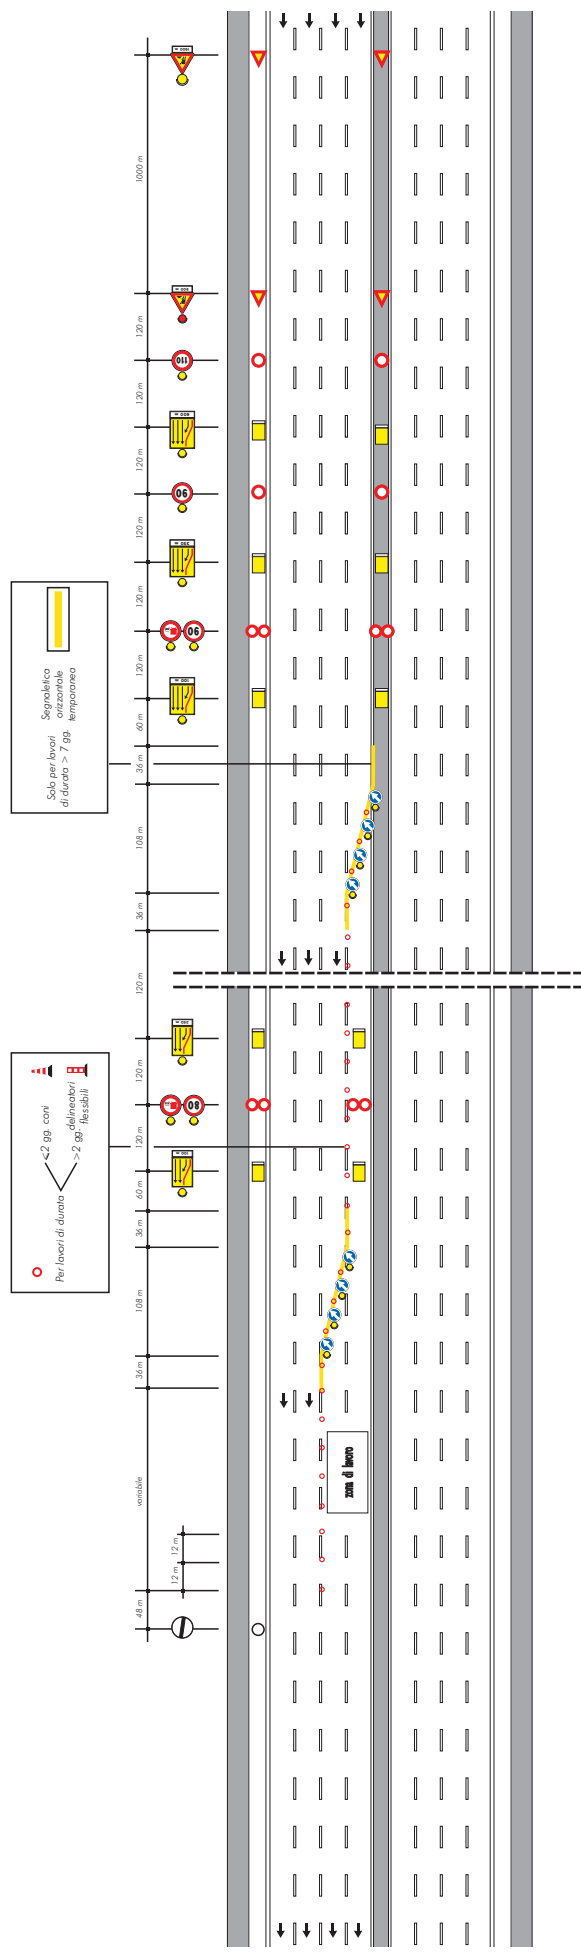 1000 m
120 m
110
120 m
120 m
90
120 m
120 m
90
120 m
60 m
36 m
108 m
36 m
Solo per lavori
di durata > 7 gg.
Segnaletica
orizzontale
temporanea
120 m
120 m
80
120 m
60 m
36 m
108 m
36 m
variabile
12 m
12 m
48 m
Per lavori di durata
<2 gg. coni
>2 gg. delineatori
flessibili
zona di lavoro